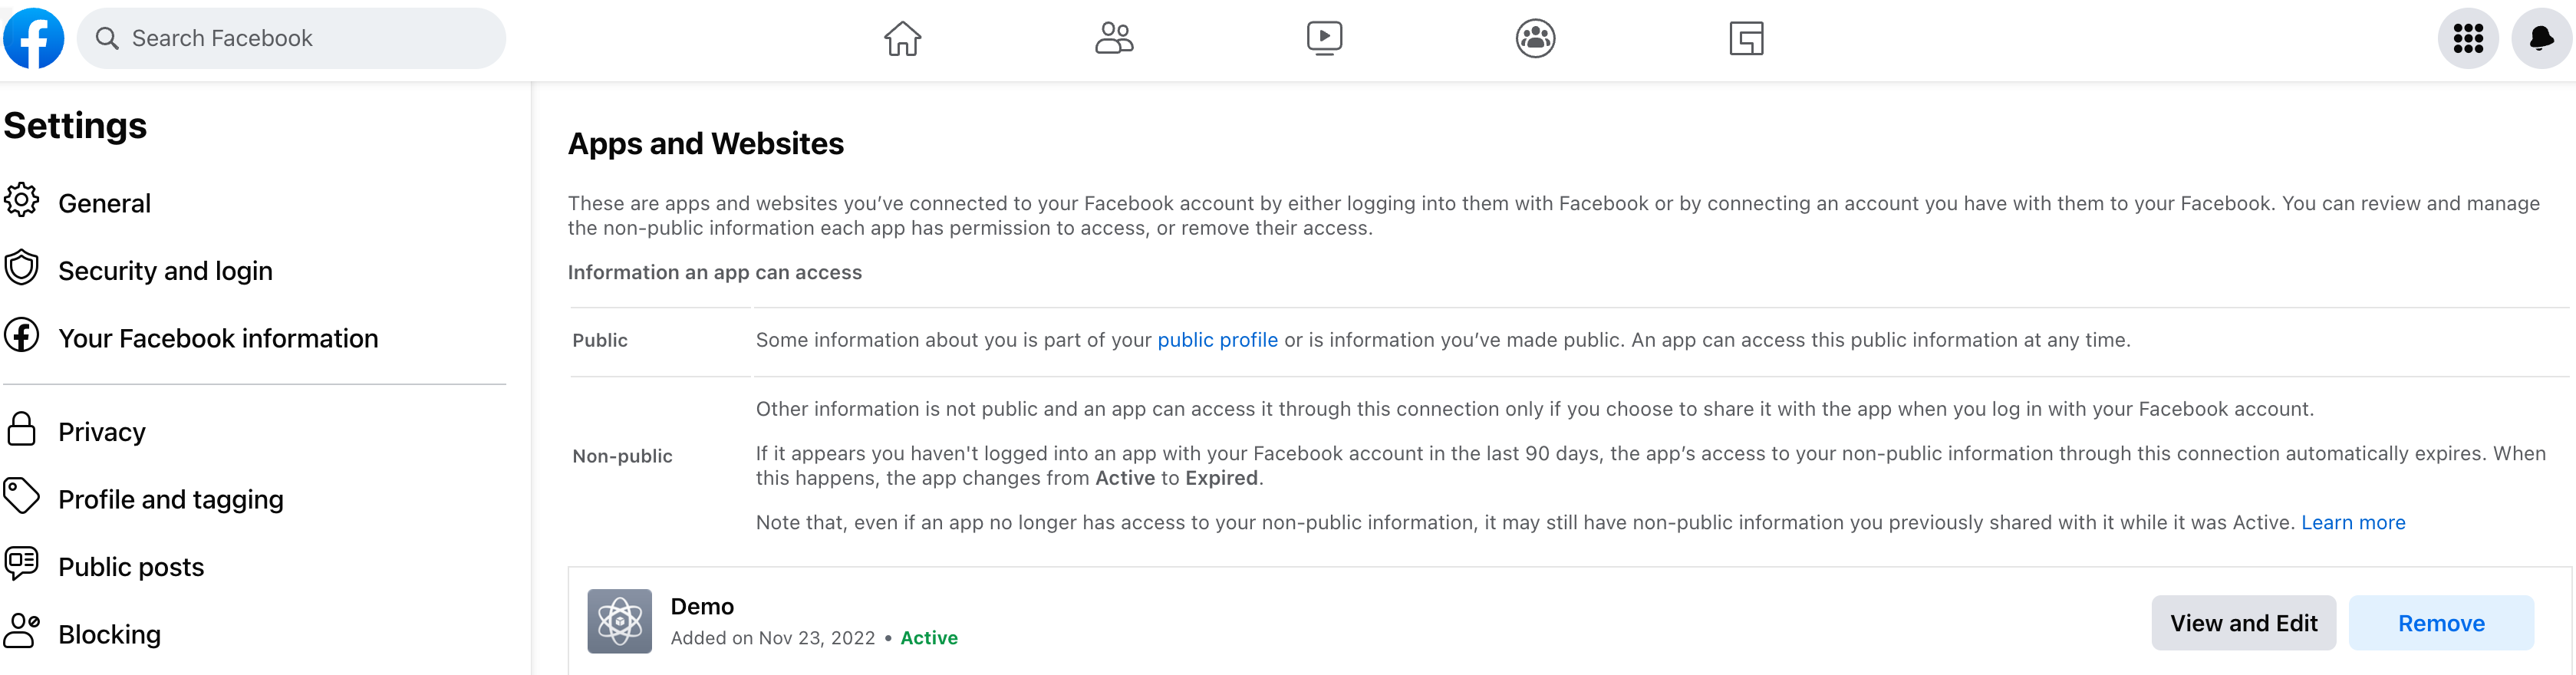 Search Facebook
Settings
General
Security and login
Your Facebook information
Privacy
Profile and tagging
Public posts
Blocking
Apps and Websites
These are apps and websites you’ve connected to your Facebook account by either logging into them with Facebook or by connecting an account you have with them to your Facebook. You can review and manage
the non-public information each app has permission to access, or remove their access.
Information an app can access
Public
Some information about you is part of your public profile or is information you’ve made public. An app can access this public information at any time.
Non-public
Other information is not public and an app can access it through this connection only if you choose to share it with the app when you log in with your Facebook account.
If it appears you haven't logged into an app with your Facebook account in the last 90 days, the app’s access to your non-public information through this connection automatically expires. When
this happens, the app changes from Active to Expired.
Note that, even if an app no longer has access to your non-public information, it may still have non-public information you previously shared with it while it was Active. Learn more
Demo
Added on Nov 23, 2022 • Active
View and Edit
Remove